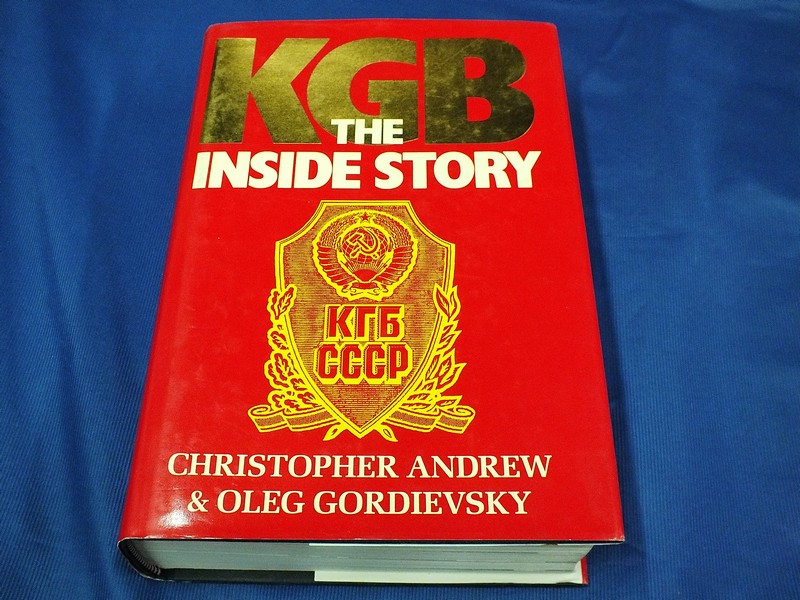 KGB
THE
INSIDE STORY
КГБ
СССР
CHRISTOPHER ANDREW
& OLEG GORDIEVSKY